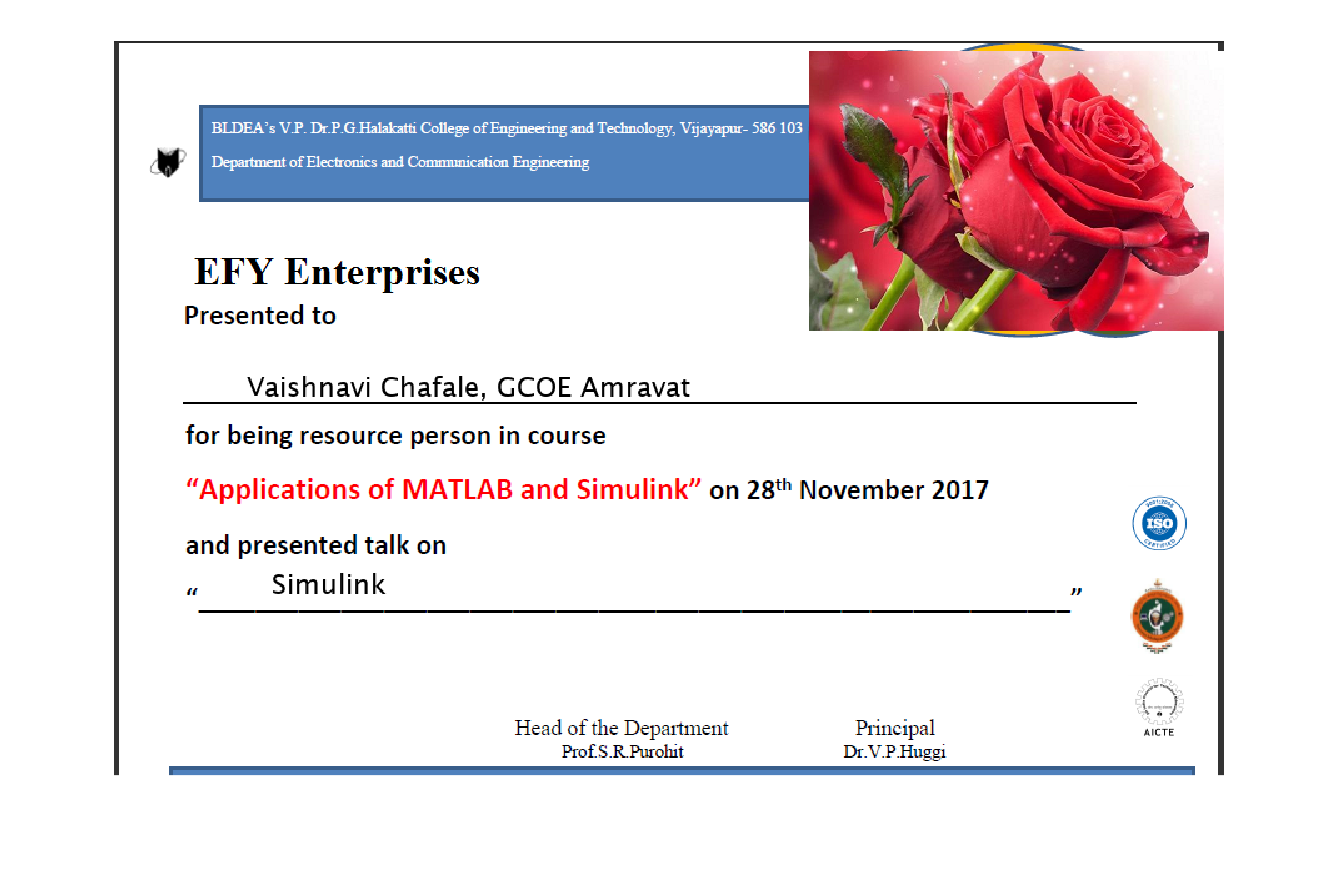 BLDEA's V.P. Dr.P.G.Halakatti College of Engineering and Technology, Vijayapur- 586 103
Department of Electronics and Communication Engineering
EFY Enterprises
Presented to
Vaishnavi Chafale, GCOE Amravat
for being resource person in course
“Applications of MATLAB and Simulink” on 28th November 2017
and presented talk on
“ Simulink ”
ISO
CERTIFIED
AICTE
Head of the Department Principal
Prof.S.R.Purohit Dr.V.P.Huggi